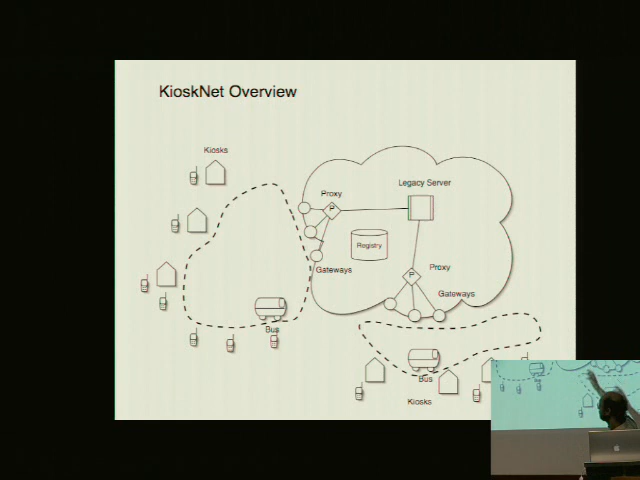 KioskNet Overview
Kiosks
Proxy
Legacy Server
P
Registry
Gateways
Proxy
P
Gateways
Bus
Bus
Kiosks